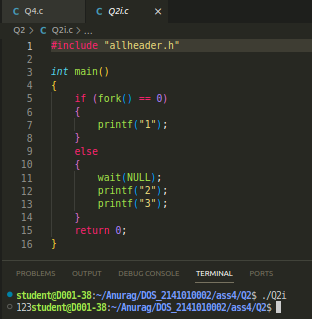 C Q4.c
C Q2i.c ×
Q2 > C Q2i.c > ...
1 #include "allheader.h"
2
3 int main()
4 {
5 if (fork() == 0)
6 {
7 printf("1");
8 }
9 else
10 {
11 wait(NULL);
12 printf("2");
13 printf("3");
14 }
15 return 0;
16 }
PROBLEMS OUTPUT DEBUG CONSOLE TERMINAL PORTS
student@D001-38:~/Anurag/DOS_2141010002/ass4/Q2$ ./Q2i
123student@D001-38:~/Anurag/DOS_2141010002/ass4/Q2$